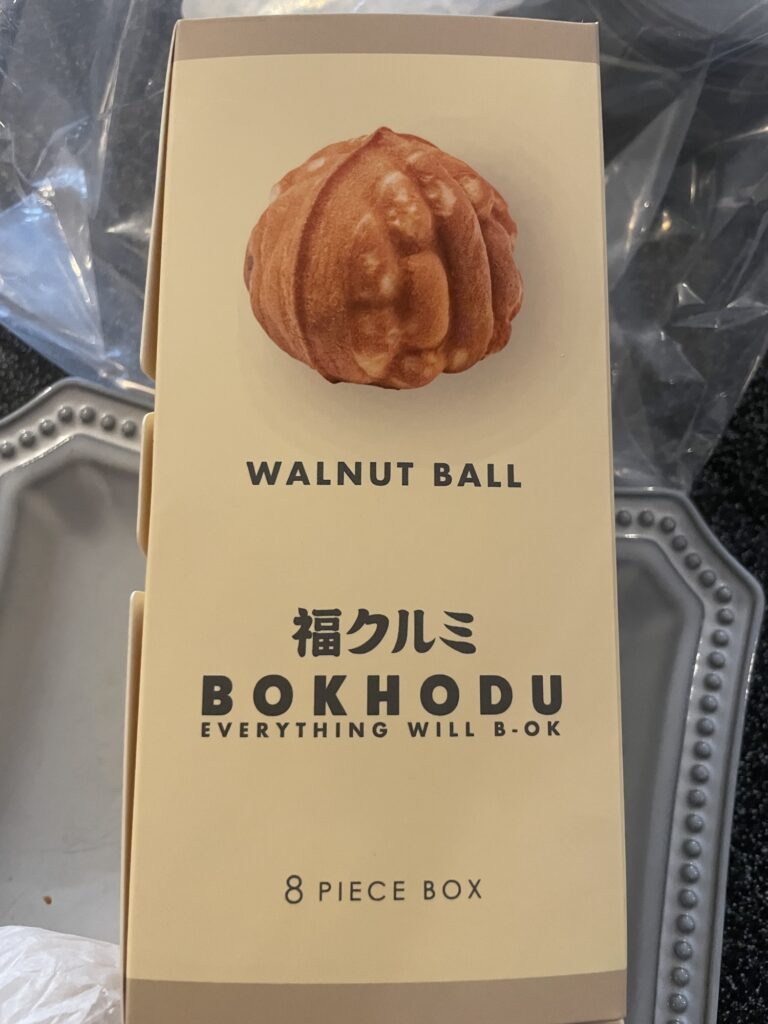 WALNUT BALL
福クルミ
BOKHODU
EVERYTHING WILL B-OK
8 PIECE BOX